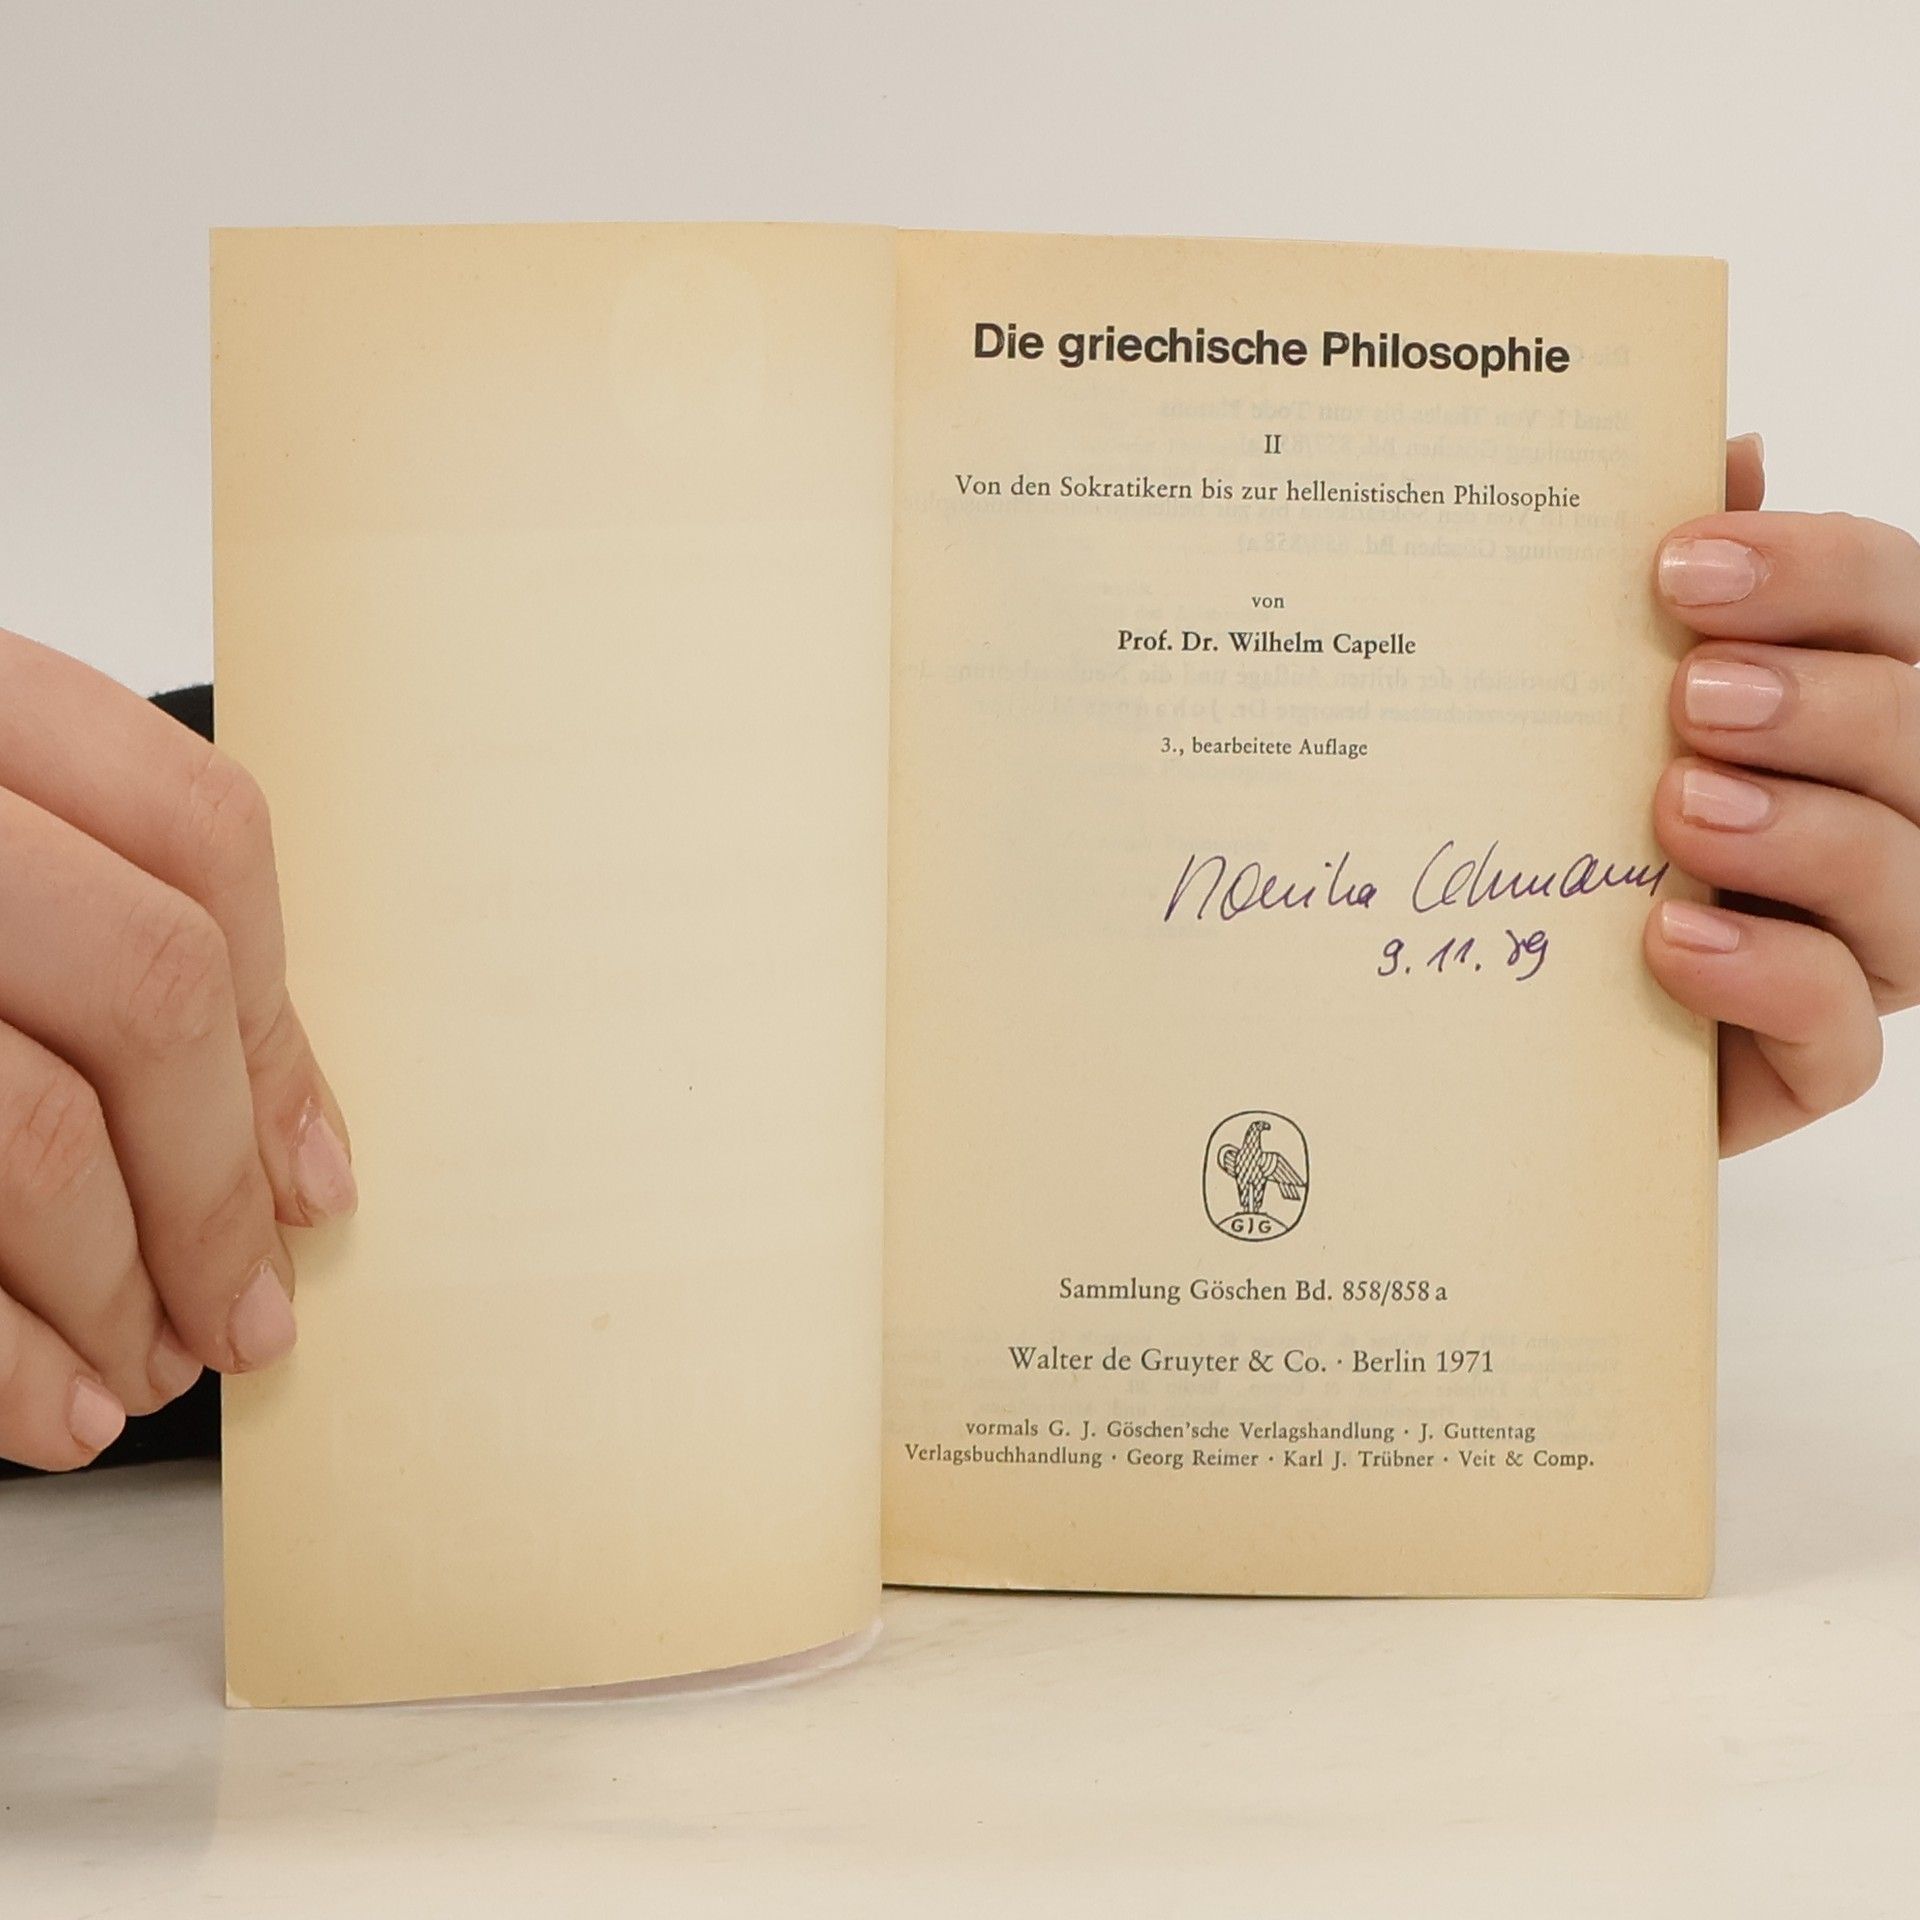 Die griechische Philosophie
II
Von den Sokratikern bis zur hellenistischen Philosophie
von
Prof. Dr. Wilhelm Capelle
3., bearbeitete Auflage
Monika
9. 11. 89
G J G
Sammlung Göschen Bd. 858/858 a
Walter de Gruyter & Co. · Berlin 1971
vormals G. J. Göschen'sche Verlagshandlung · J. Guttentag
Verlagsbuchhandlung · Georg Reimer · Karl J. Trübner · Veit & Comp.